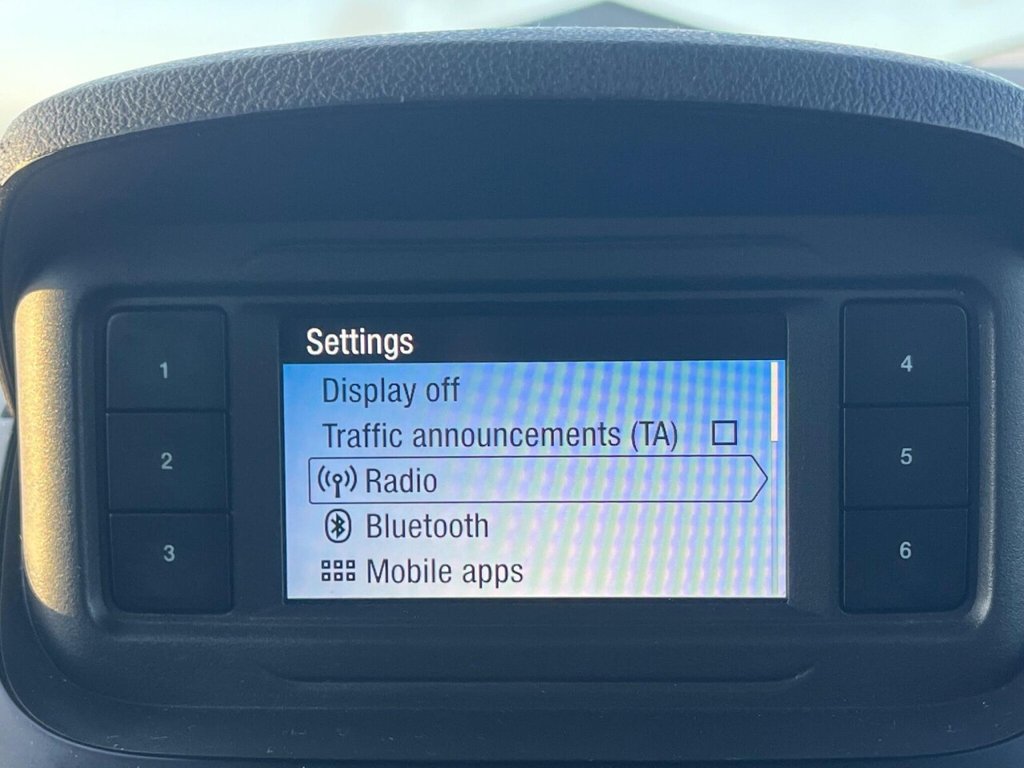 Settings
Display off
Traffic announcements (TA)
Radio
Bluetooth
Mobile apps
1
2
3
4
5
6